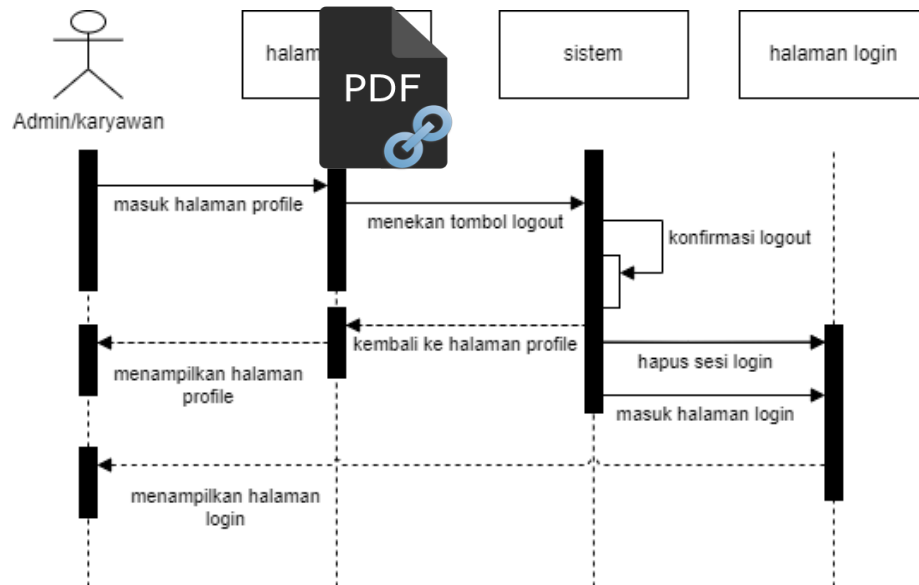 halam
PDF
sistem
halaman login
Admin/karyawan
masuk halaman profile
menekan tombol logout
konfirmasi logout
kembali ke halaman profile
hapus sesi login
menampilkan halaman
profile
masuk halaman login
menampilkan halaman
login